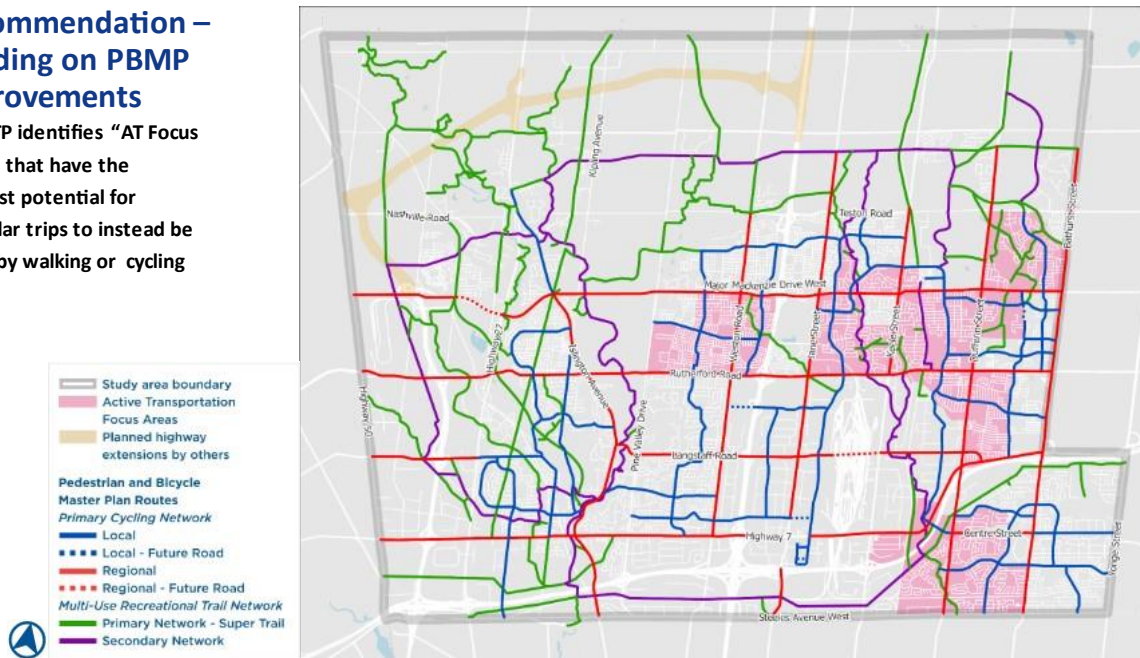 ommendation –
ding on PBMP
rovements
TP identifies “AT Focus
that have the
st potential for
lar trips to instead be
by walking or cycling
Study area boundary
Active Transportation
Focus Areas
Planned highway
extensions by others
Pedestrian and Bicycle
Master Plan Routes
Primary Cycling Network
Local
Local - Future Road
Regional
Regional - Future Road
Multi-Use Recreational Trail Network
Primary Network - Super Trail
Secondary Network
Kipling Avenue
Nashville Road
Teston Road
Bathurst Street
Major Mackenzie Drive West
Highway 27
Weston Road
Jane Street
Keele Street
Dufferin Street
Islington Avenue
Rutherford Road
Highway 50
Pine Valley Drive
Langstaff Road
Highway 7
Centre Street
Yonge Street
Steeles Avenue West